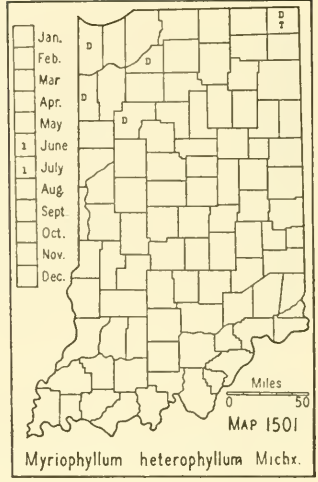 D
T
Jan.
D
Feb.
D
Mar
D
Apr.
D
May
1 June
1 July
Aug.
Sept.
Oct.
Nov.
Dec.
Miles
0 50
MAP 1501
Myriophyllum heterophyllum Michx.